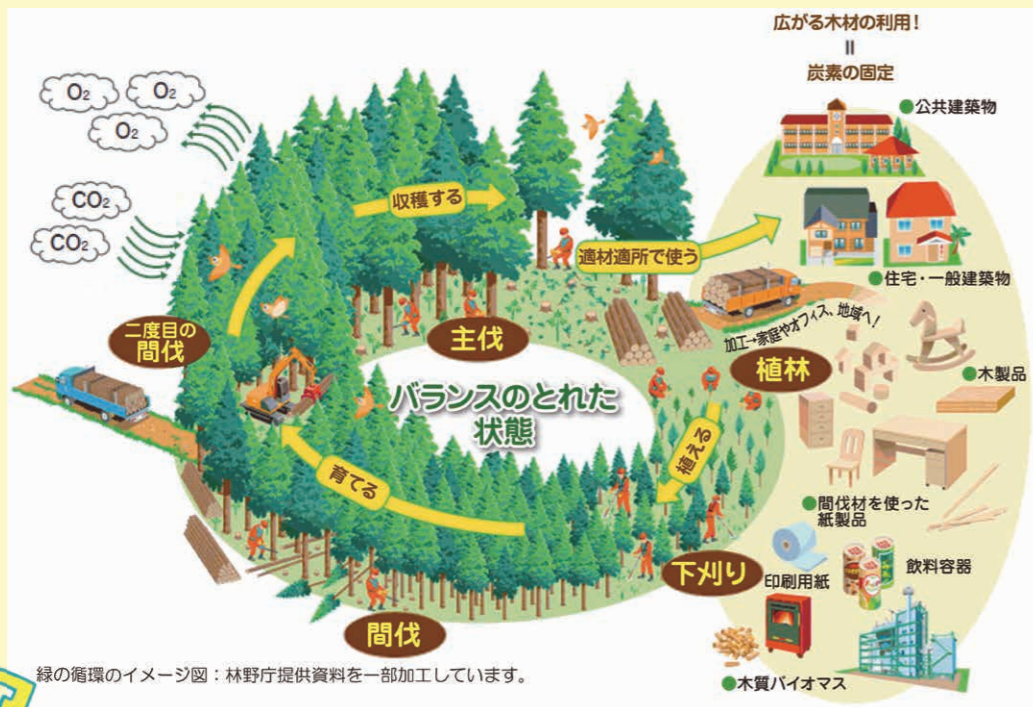 広がる木材の利用!
=
炭素の固定
●公共建築物
O₂
O₂
O₂
CO₂
CO₂
収穫する
適材適所で使う
●住宅・一般建築物
加工→家庭やオフィス、地域へ!
二度目の
間伐
主伐
植林
●木製品
バランスのとれた
状態
植える
育てる
●間伐材を使った
紙製品
下刈り
印刷用紙
飲料容器
間伐
●木質バイオマス
緑の循環のイメージ図:林野庁提供資料を一部加工しています。